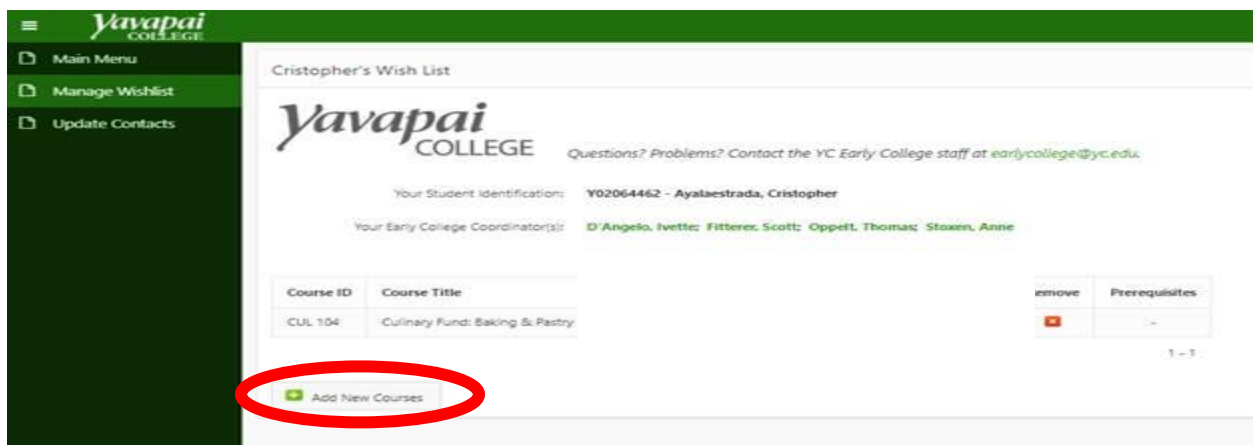 Yavapai
COLLEGE
Main Menu
Manage Wishlist
Update Contacts
Cristopher's Wish List
Yavapai
COLLEGE
Questions? Problems? Contact the YC Early College staff at earlycollege@yc.edu.
Your Student Identification: Y02064462 - Ayalaestrada, Cristopher
Your Early College Coordinator(s): D'Angelo, Ivette; Fitterer, Scott; Oppelt, Thomas; Stoxen, Anne
Course ID Course Title emove Prerequisites
CUL 104 Culinary Fund: Baking & Pastry -
1 - 1
Add New Courses